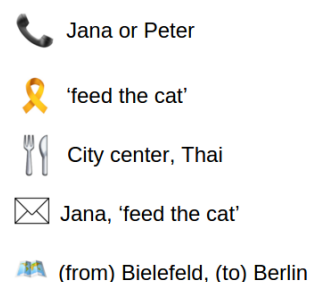 Jana or Peter
‘feed the cat’
City center, Thai
Jana, ‘feed the cat’
(from) Bielefeld, (to) Berlin